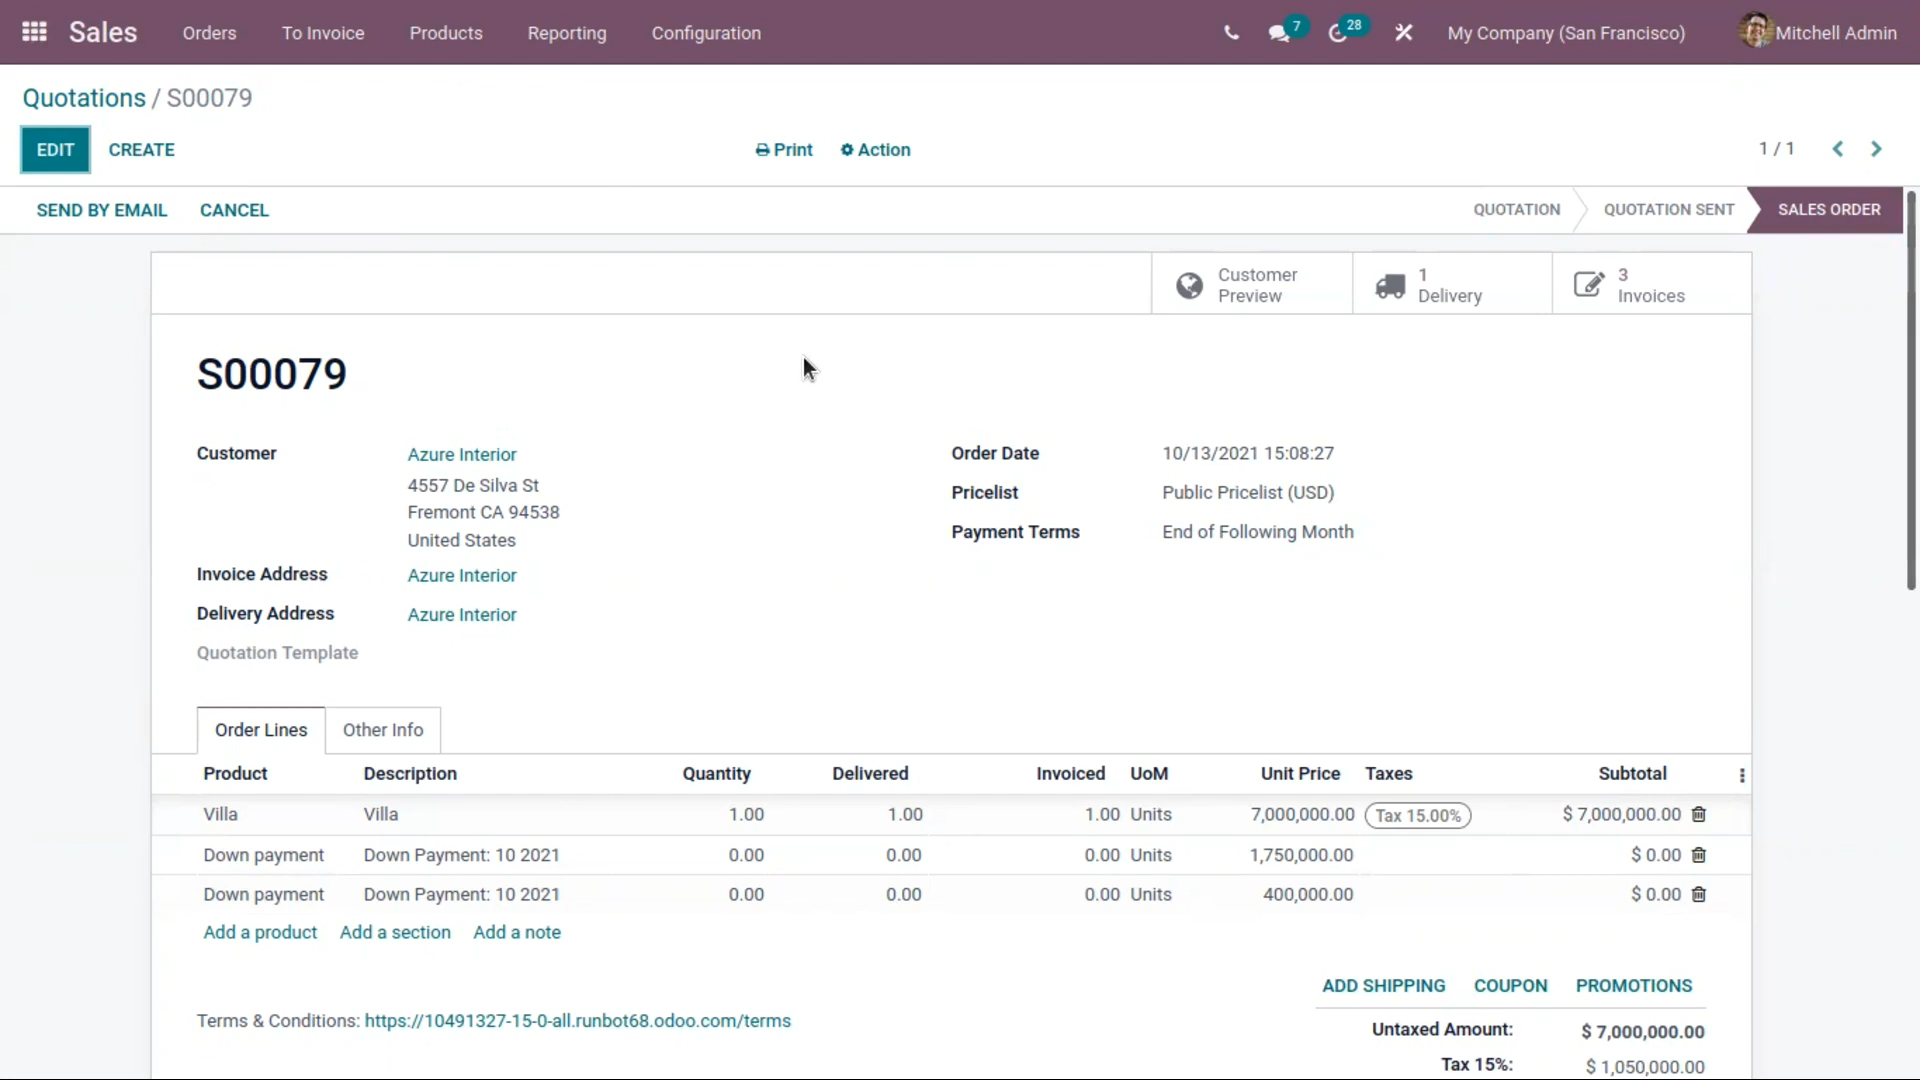 Sales Orders To Invoice Products Reporting Configuration 7 28 My Company (San Francisco) Mitchell Admin
Quotations / S00079
EDIT CREATE Print Action 1 / 1
SEND BY EMAIL CANCEL QUOTATION QUOTATION SENT SALES ORDER
Customer Preview 1 Delivery 3 Invoices
S00079
Customer Azure Interior Order Date 10/13/2021 15:08:27
4557 De Silva St Pricelist Public Pricelist (USD)
Fremont CA 94538 Payment Terms End of Following Month
United States
Invoice Address Azure Interior
Delivery Address Azure Interior
Quotation Template
Order Lines Other Info
Product Description Quantity Delivered Invoiced UoM Unit Price Taxes Subtotal
Villa Villa 1.00 1.00 1.00 Units 7,000,000.00 Tax 15.00% $ 7,000,000.00
Down payment Down Payment: 10 2021 0.00 0.00 0.00 Units 1,750,000.00 $ 0.00
Down payment Down Payment: 10 2021 0.00 0.00 0.00 Units 400,000.00 $ 0.00
Add a product Add a section Add a note
ADD SHIPPING COUPON PROMOTIONS
Terms & Conditions: https://10491327-15-0-all.runbot68.odoo.com/terms
Untaxed Amount: $ 7,000,000.00
Tax 15%: $ 1,050,000.00